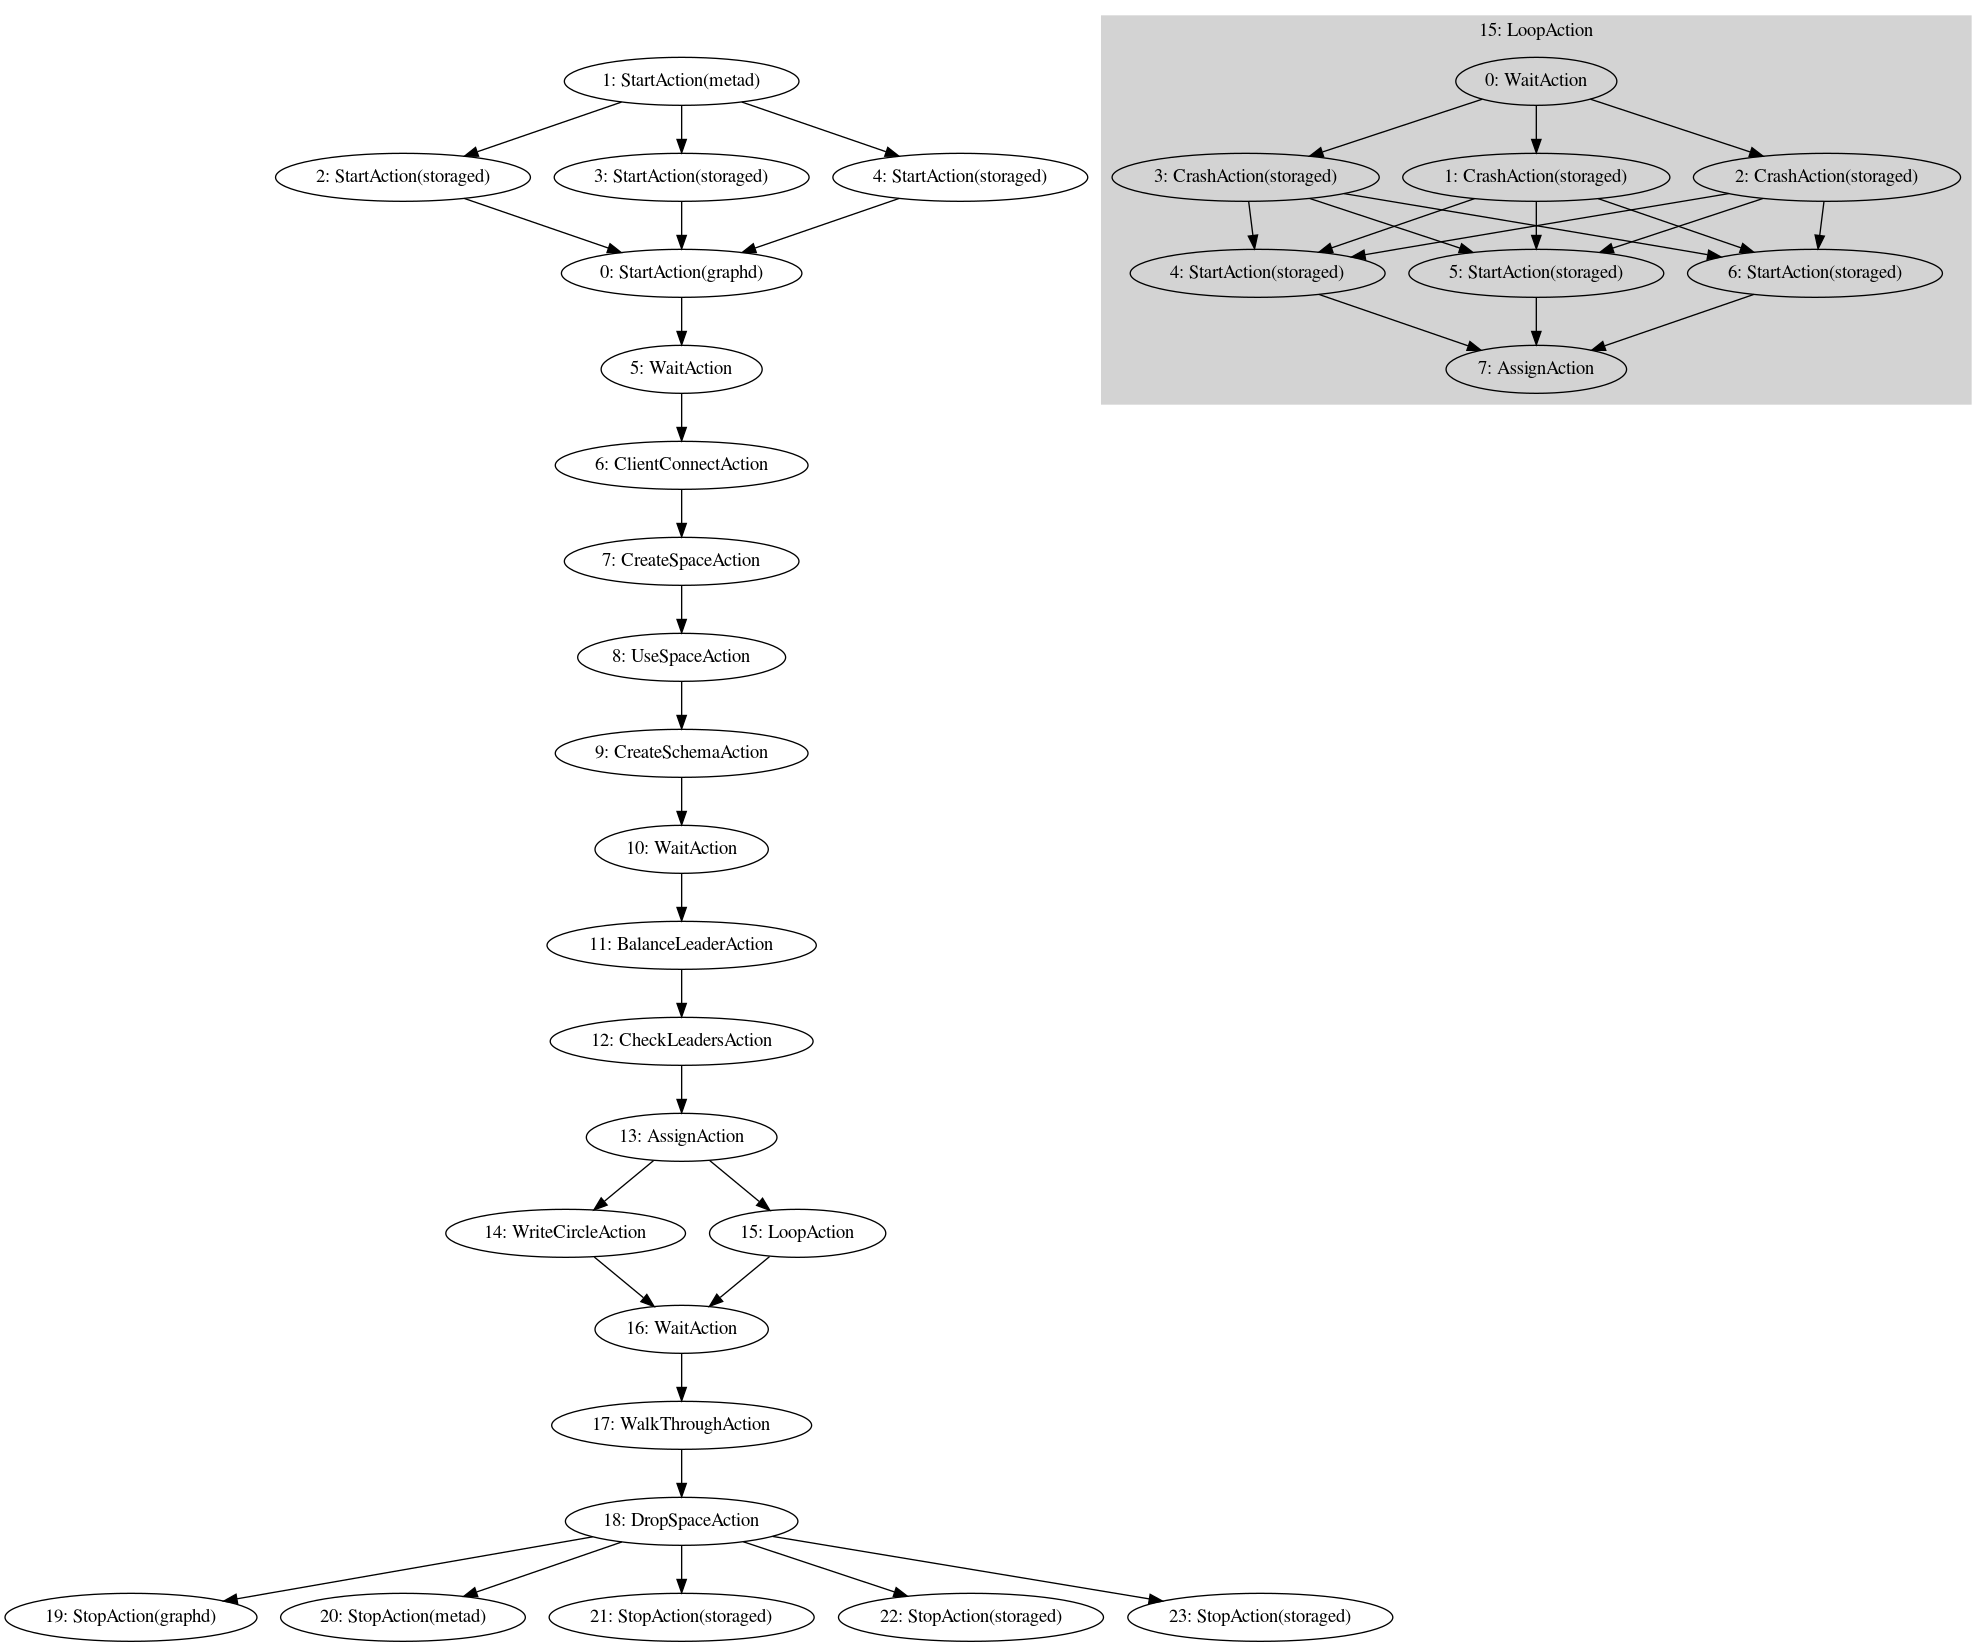 15: LoopAction
1: StartAction(metad)
0: WaitAction
2: StartAction(storaged)
3: StartAction(storaged)
4: StartAction(storaged)
3: CrashAction(storaged)
1: CrashAction(storaged)
2: CrashAction(storaged)
0: StartAction(graphd)
4: StartAction(storaged)
5: StartAction(storaged)
6: StartAction(storaged)
5: WaitAction
7: AssignAction
6: ClientConnectAction
7: CreateSpaceAction
8: UseSpaceAction
9: CreateSchemaAction
10: WaitAction
11: BalanceLeaderAction
12: CheckLeadersAction
13: AssignAction
14: WriteCircleAction
15: LoopAction
16: WaitAction
17: WalkThroughAction
18: DropSpaceAction
19: StopAction(graphd)
20: StopAction(metad)
21: StopAction(storaged)
22: StopAction(storaged)
23: StopAction(storaged)